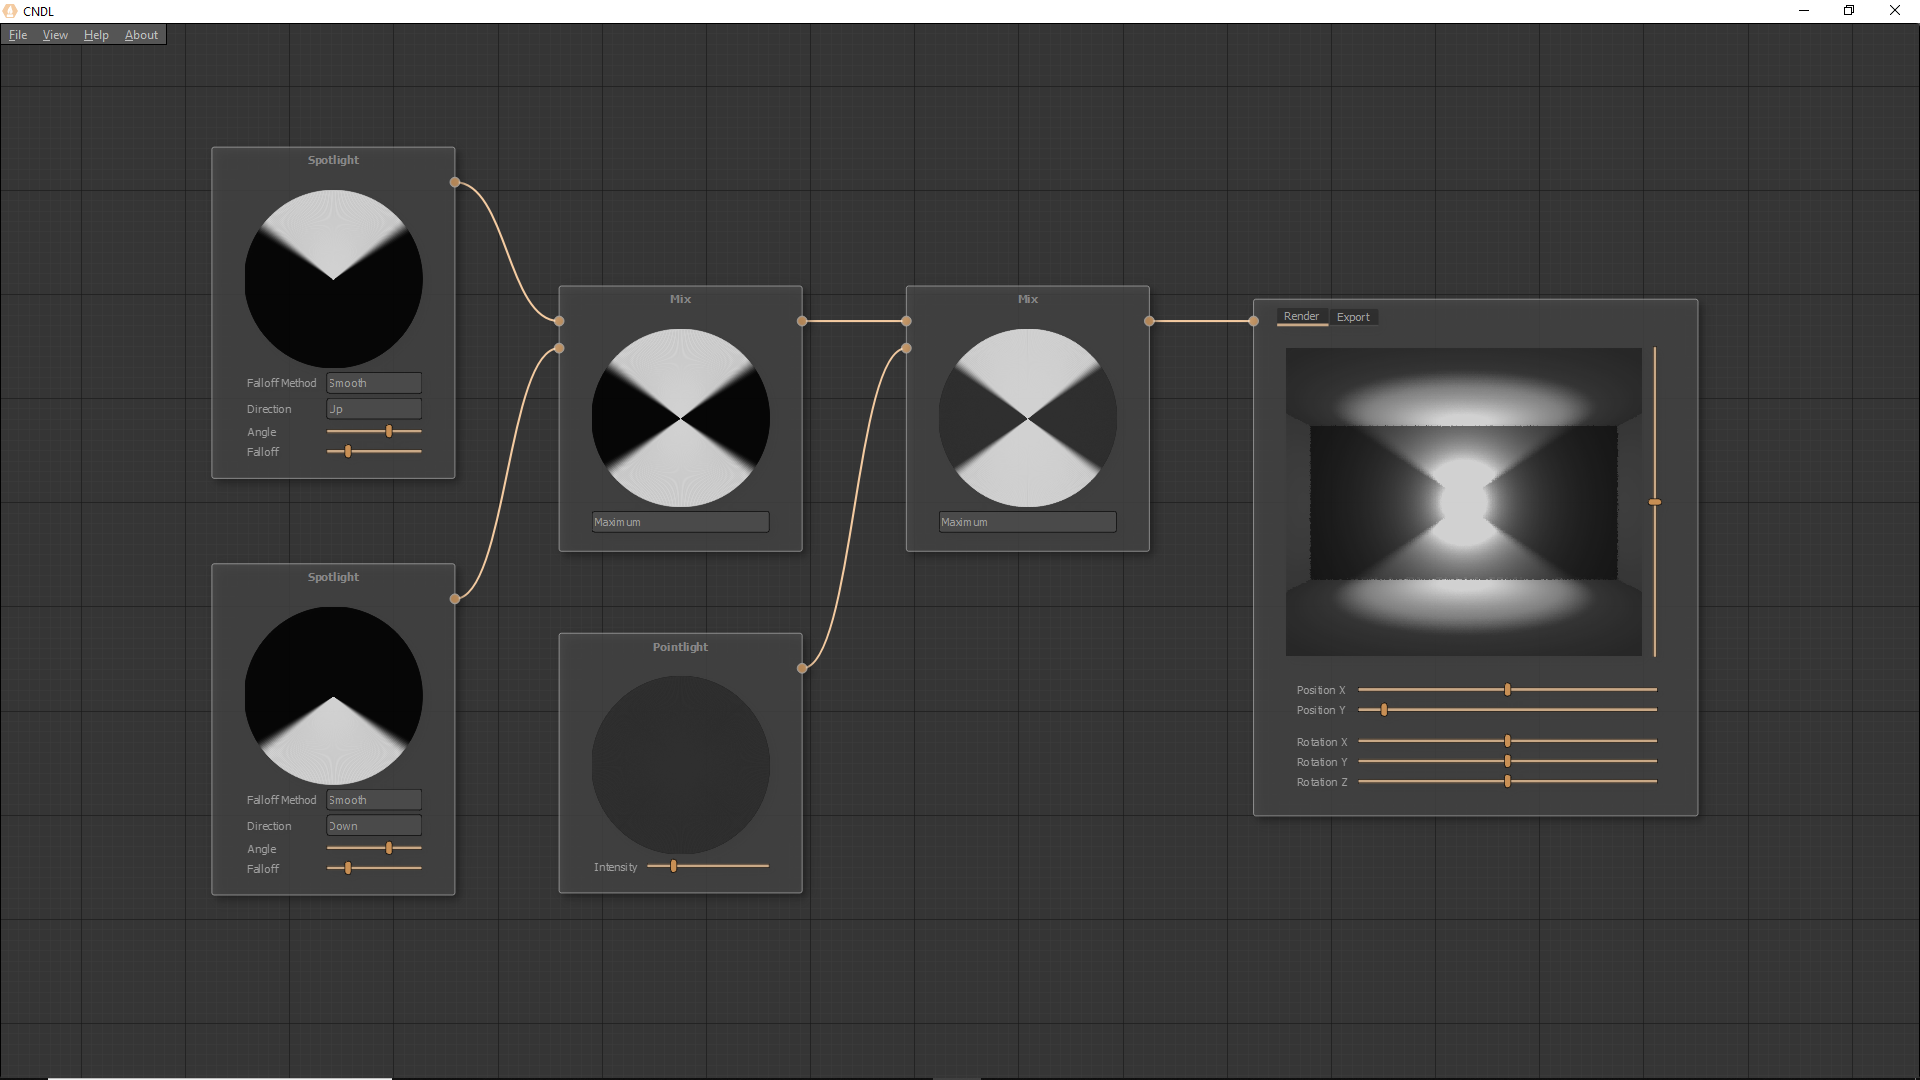 CNDL
File View Help About
Spotlight
Falloff Method Smooth
Direction Up
Angle
Falloff
Spotlight
Falloff Method Smooth
Direction Down
Angle
Falloff
Mix
Maximum
Pointlight
Intensity
Mix
Maximum
Render Export
Position X
Position Y
Rotation X
Rotation Y
Rotation Z